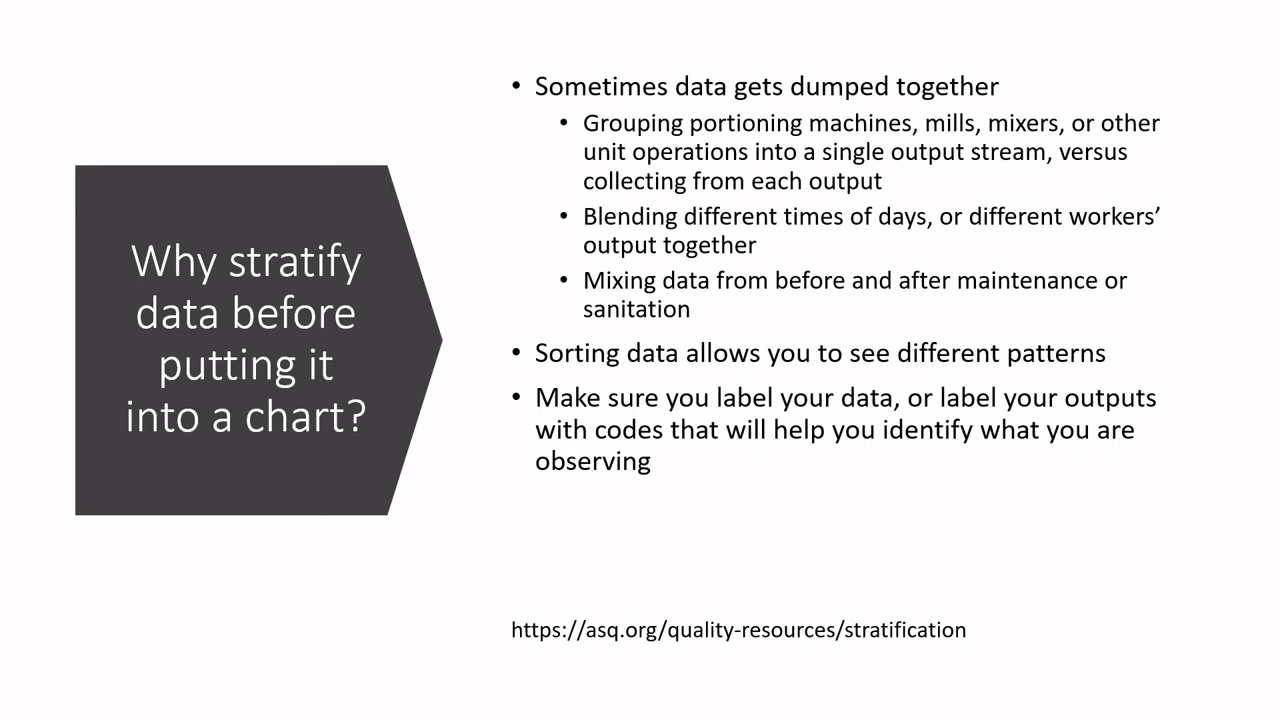 Why stratify
data before
putting it
into a chart?
• Sometimes data gets dumped together
• Grouping portioning machines, mills, mixers, or other
unit operations into a single output stream, versus
collecting from each output
• Blending different times of days, or different workers’
output together
• Mixing data from before and after maintenance or
sanitation
• Sorting data allows you to see different patterns
• Make sure you label your data, or label your outputs
with codes that will help you identify what you are
observing
https://asq.org/quality-resources/stratification